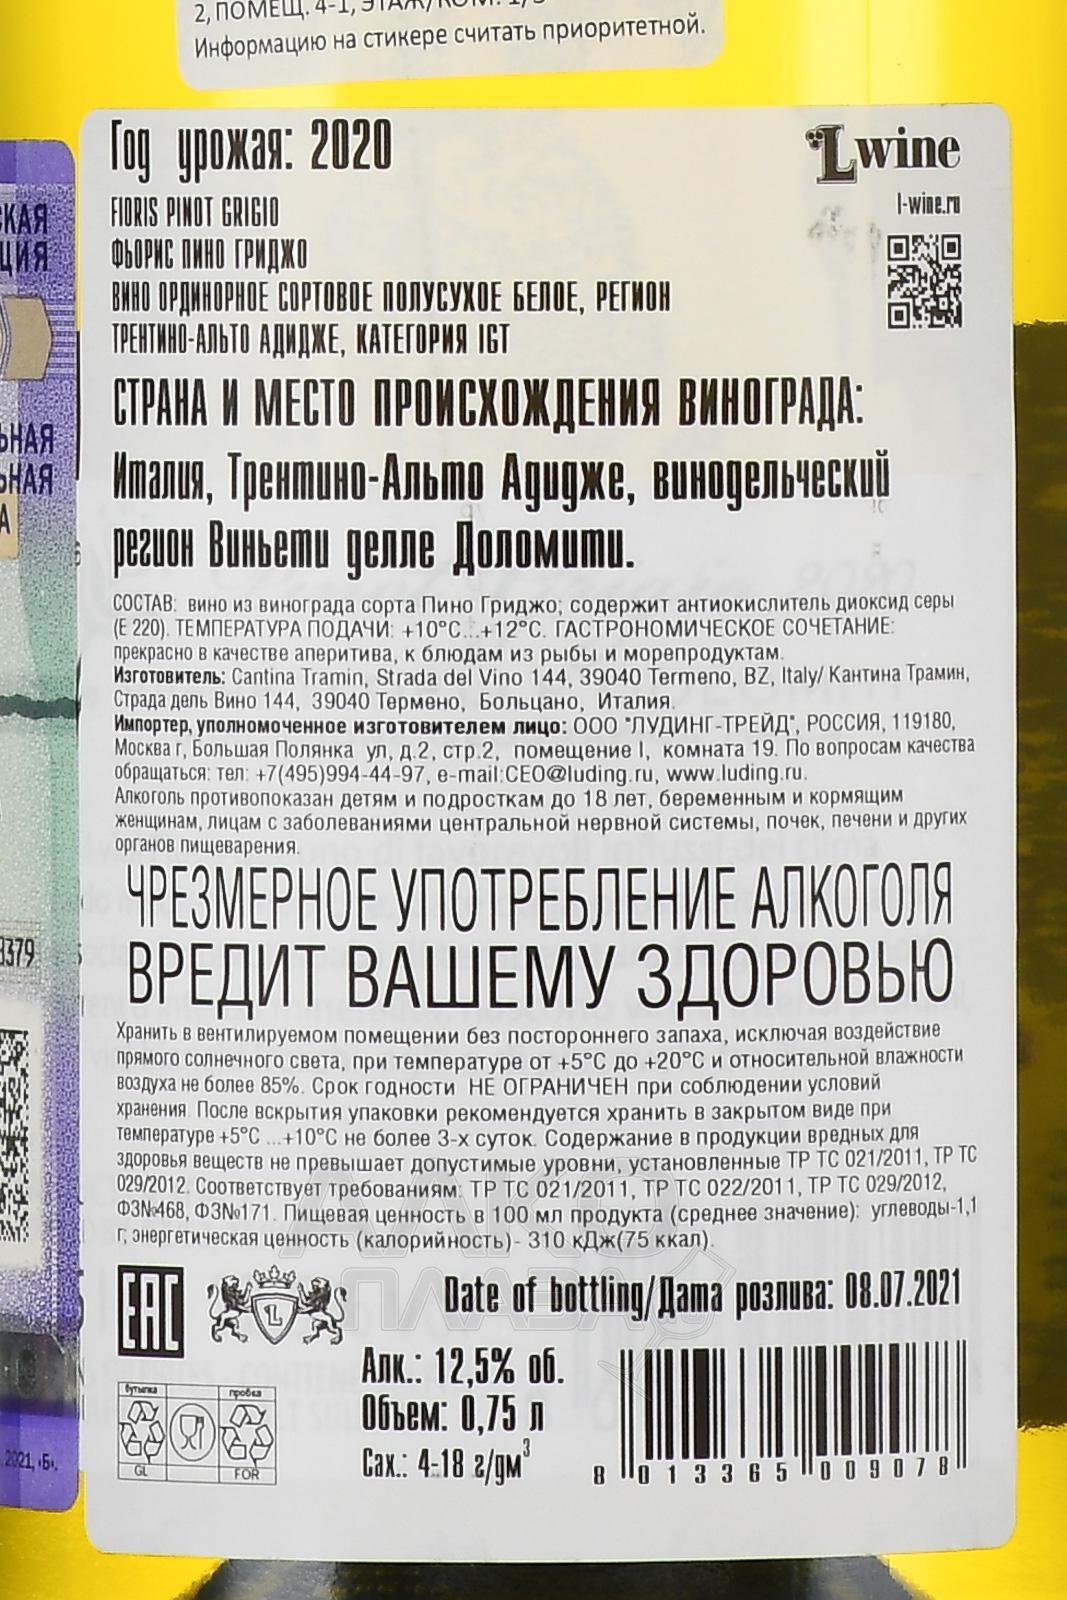 2, ПОМЕЩ. 4-1, ЭТАЖ/КОМ. 1/3
Информацию на стикере считать приоритетной.
Год урожая: 2020
Lwine
l-wine.ru
FIORIS PINOT GRIGIO
ФЬОРИС ПИНО ГРИДЖО
ВИНО ОРДИНОРНОЕ СОРТОВОЕ ПОЛУСУХОЕ БЕЛОЕ, РЕГИОН
ТРЕНТИНО-АЛЬТО АДИДЖЕ, КАТЕГОРИЯ IGT
СТРАНА И МЕСТО ПРОИСХОЖДЕНИЯ ВИНОГРАДА:
Италия, Трентино-Альто Адидже, винодельческий
регион Виньети делле Доломити.
СОСТАВ: вино из винограда сорта Пино Гриджо; содержит антиокислитель диоксид серы
(Е 220). ТЕМПЕРАТУРА ПОДАЧИ: +10°С...+12°С. ГАСТРОНОМИЧЕСКОЕ СОЧЕТАНИЕ:
прекрасно в качестве аперитива, к блюдам из рыбы и морепродуктам.
Изготовитель: Cantina Tramin, Strada del Vino 144, 39040 Termeno, BZ, Italy/ Кантина Трамин,
Страда дель Вино 144, 39040 Термено, Больцано, Италия.
Импортер, уполномоченное изготовителем лицо: ООО "ЛУДИНГ-ТРЕЙД", РОССИЯ, 119180,
Москва г, Большая Полянка ул, д.2, стр.2, помещение I, комната 19. По вопросам качества
обращаться: тел: +7(495)994-44-97, e-mail:CEO@luding.ru, www.luding.ru.
Алкоголь противопоказан детям и подросткам до 18 лет, беременным и кормящим
женщинам, лицам с заболеваниями центральной нервной системы, почек, печени и других
органов пищеварения.
ЧРЕЗМЕРНОЕ УПОТРЕБЛЕНИЕ АЛКОГОЛЯ
ВРЕДИТ ВАШЕМУ ЗДОРОВЬЮ
Хранить в вентилируемом помещении без постороннего запаха, исключая воздействие
прямого солнечного света, при температуре от +5°С до +20°С и относительной влажности
воздуха не более 85%. Срок годности НЕ ОГРАНИЧЕН при соблюдении условий
хранения. После вскрытия упаковки рекомендуется хранить в закрытом виде при
температуре +5°С ...+10°С не более 3-х суток. Содержание в продукции вредных для
здоровья веществ не превышает допустимые уровни, установленные ТР ТС 021/2011, ТР ТС
029/2012. Соответствует требованиям: ТР ТС 021/2011, ТР ТС 022/2011, ТР ТС 029/2012,
ФЗ№468, ФЗ№171. Пищевая ценность в 100 мл продукта (среднее значение): углеводы-1,1
г, энергетическая ценность (калорийность)- 310 кДж(75 ккал).
EAC
L
Date of bottling/Дата розлива: 08.07.2021
Алк.: 12,5% об.
Объем: 0,75 л
Сах.: 4-18 г/дм³
бутылка
пробка
GL
FOR
8 013365 009078
СКАЯ
ЦИЯ
ЬНАЯ
ЬНАЯ
А
379
2021, «Б».
АЛКО
ПЛАЗА